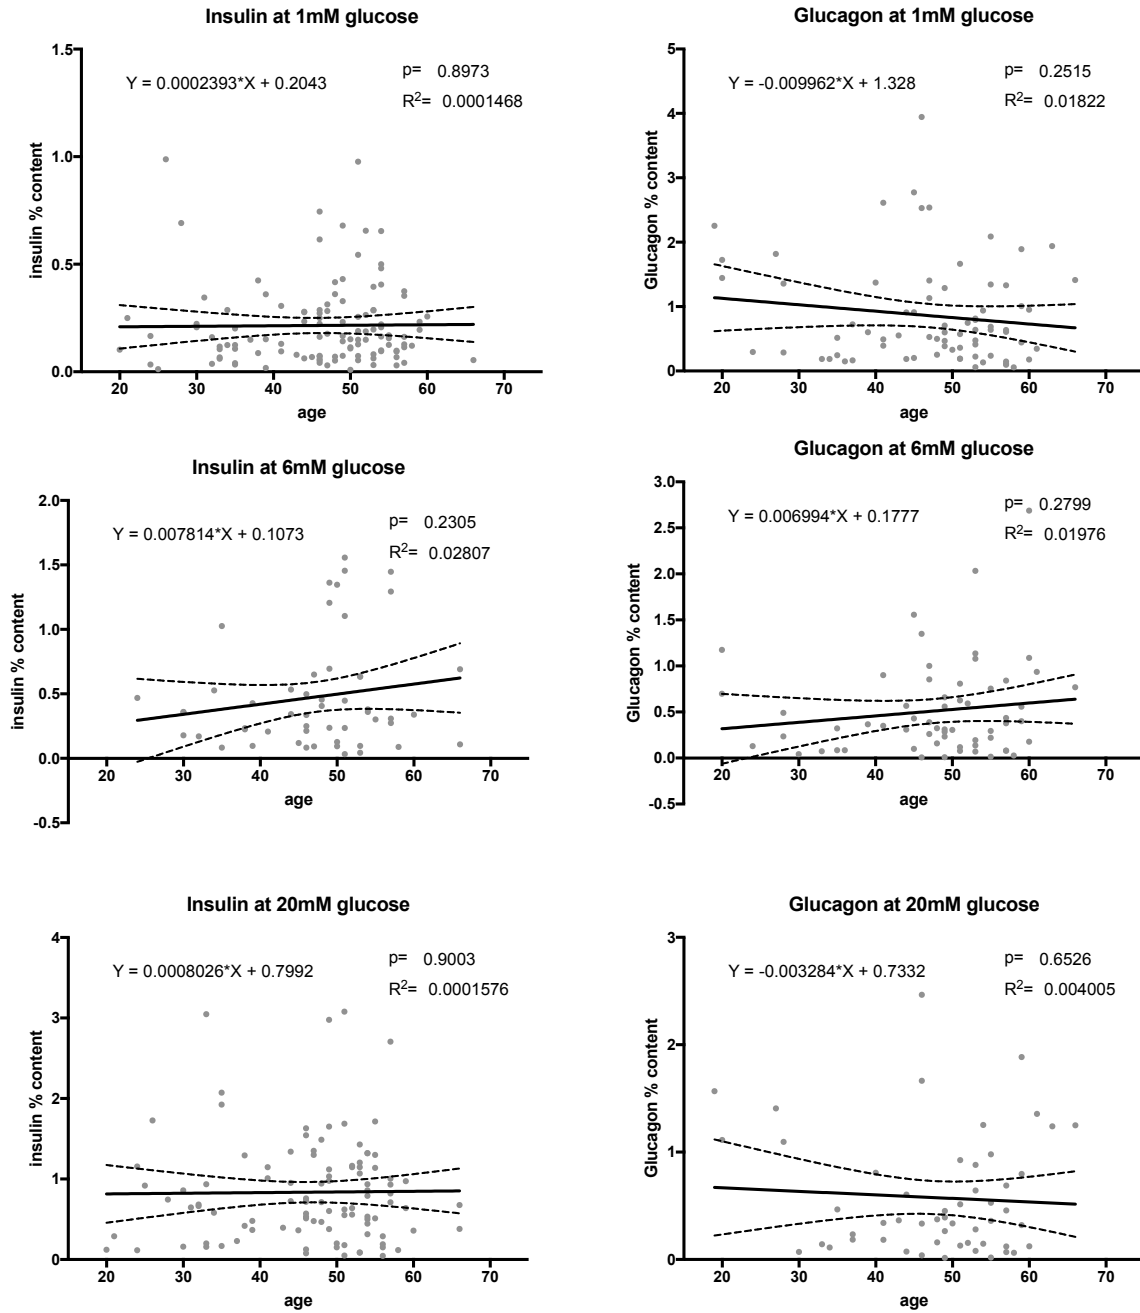 Insulin at 1mM glucose
1.5
1.0
0.5
0.0
insulin % content
Y = 0.0002393*X + 0.2043
p= 0.8973
R²= 0.0001468
20 30 40 50 60 70
age
Glucagon at 1mM glucose
5
4
3
2
1
0
Glucagon % content
Y = -0.009962*X + 1.328
p= 0.2515
R²= 0.01822
20 30 40 50 60 70
age
Insulin at 6mM glucose
2.0
1.5
1.0
0.5
0.0
-0.5
insulin % content
Y = 0.007814*X + 0.1073
p= 0.2305
R²= 0.02807
20 30 40 50 60 70
age
Glucagon at 6mM glucose
3.0
2.5
2.0
1.5
1.0
0.5
0.0
-0.5
Glucagon % content
Y = 0.006994*X + 0.1777
p= 0.2799
R²= 0.01976
20 30 40 50 60 70
age
Insulin at 20mM glucose
4
3
2
1
0
insulin % content
Y = 0.0008026*X + 0.7992
p= 0.9003
R²= 0.0001576
20 30 40 50 60 70
age
Glucagon at 20mM glucose
3
2
1
0
Glucagon % content
Y = -0.003284*X + 0.7332
p= 0.6526
R²= 0.004005
20 30 40 50 60 70
age